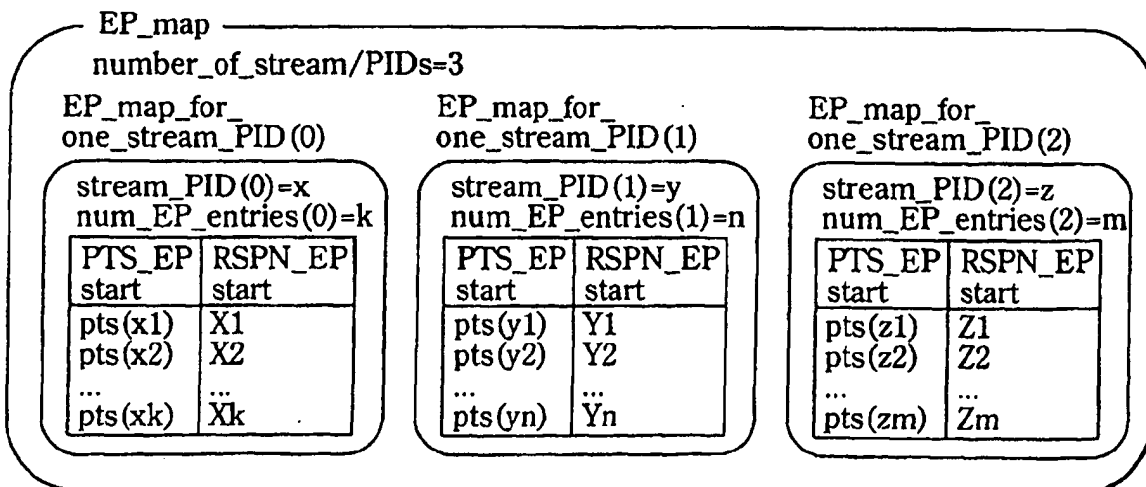 EP_map
number_of_stream/PIDs=3
EP_map_for_
one_stream_PID(0)
stream_PID(0)=x
num_EP_entries(0)=k
PTS_EP RSPN_EP
start start
pts(x1) X1
pts(x2) X2
... ...
pts(xk) Xk
EP_map_for_
one_stream_PID(1)
stream_PID(1)=y
num_EP_entries(1)=n
PTS_EP RSPN_EP
start start
pts(y1) Y1
pts(y2) Y2
... ...
pts(yn) Yn
EP_map_for_
one_stream_PID(2)
stream_PID(2)=z
num_EP_entries(2)=m
PTS_EP RSPN_EP
start start
pts(z1) Z1
pts(z2) Z2
... ...
pts(zm) Zm